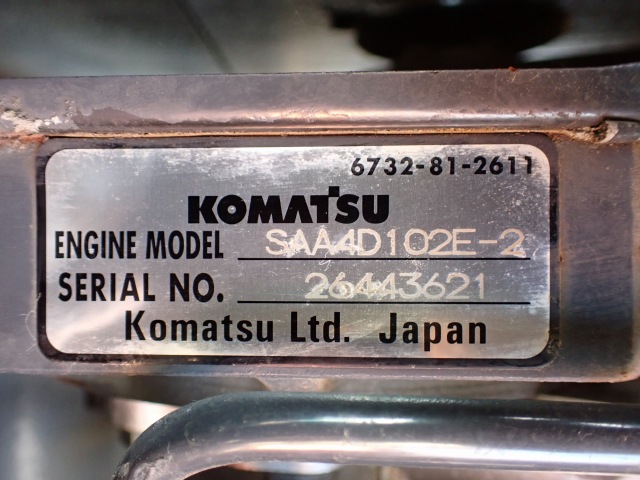 6732-81-2611
KOMATSU
ENGINE MODEL SAA4D102E-2
SERIAL NO. 26443621
Komatsu Ltd. Japan